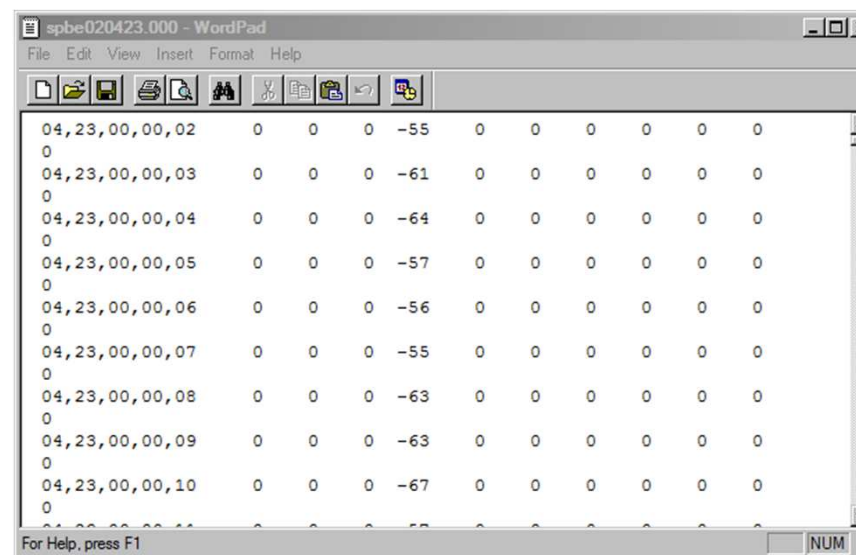 spbe020423.000 - WordPad
File Edit View Insert Format Help
04,23,00,00,02 0 0 0 -55 0 0 0 0 0 0
0
04,23,00,00,03 0 0 0 -61 0 0 0 0 0 0
0
04,23,00,00,04 0 0 0 -64 0 0 0 0 0 0
0
04,23,00,00,05 0 0 0 -57 0 0 0 0 0 0
0
04,23,00,00,06 0 0 0 -56 0 0 0 0 0 0
0
04,23,00,00,07 0 0 0 -55 0 0 0 0 0 0
0
04,23,00,00,08 0 0 0 -63 0 0 0 0 0 0
0
04,23,00,00,09 0 0 0 -63 0 0 0 0 0 0
0
04,23,00,00,10 0 0 0 -67 0 0 0 0 0 0
0
For Help, press F1
NUM